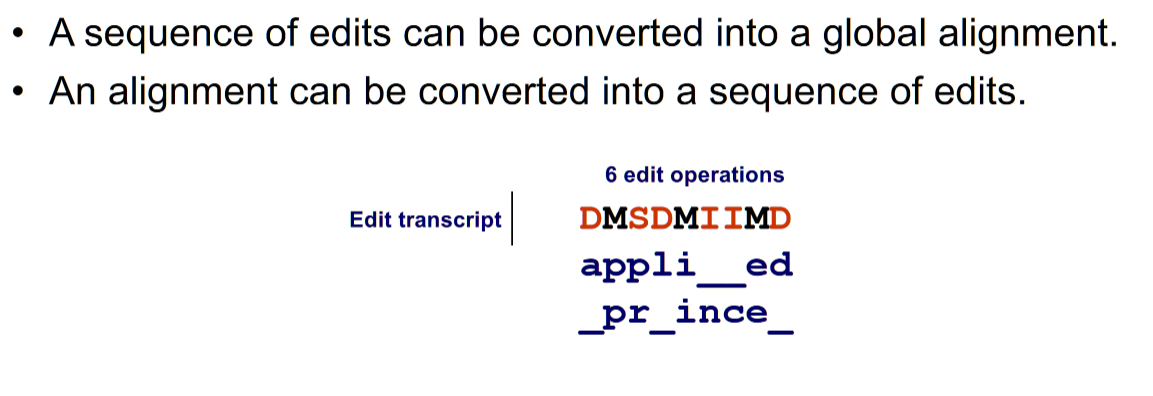 • A sequence of edits can be converted into a global alignment.
• An alignment can be converted into a sequence of edits.
6 edit operations
Edit transcript
DMSDMIIMD
appli__ed
_pr_ince_